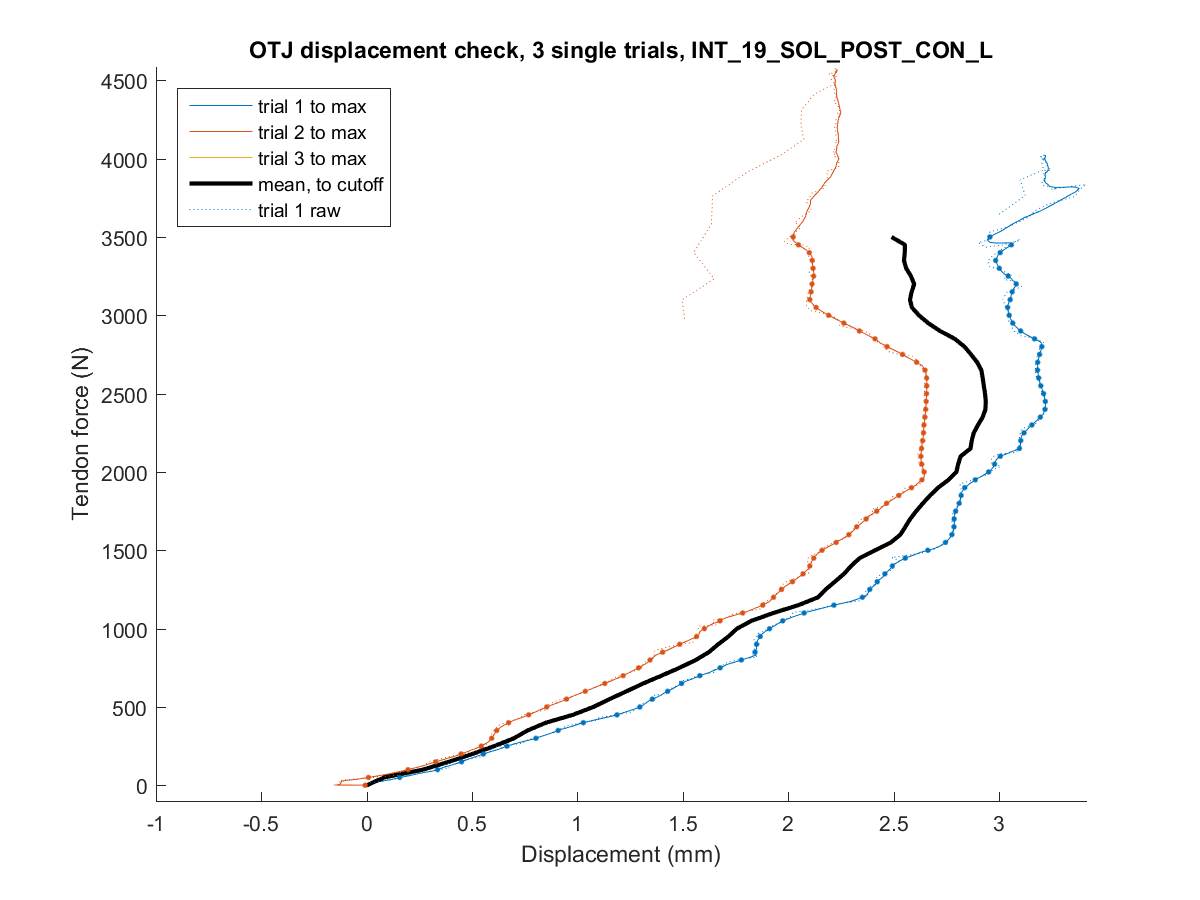 OTJ displacement check, 3 single trials, INT_19_SOL_POST_CON_L
trial 1 to max
trial 2 to max
trial 3 to max
mean, to cutoff
trial 1 raw
4500
4000
3500
3000
2500
2000
1500
1000
500
0
Tendon force (N)
-1
-0.5
0
0.5
1
1.5
2
2.5
3
Displacement (mm)